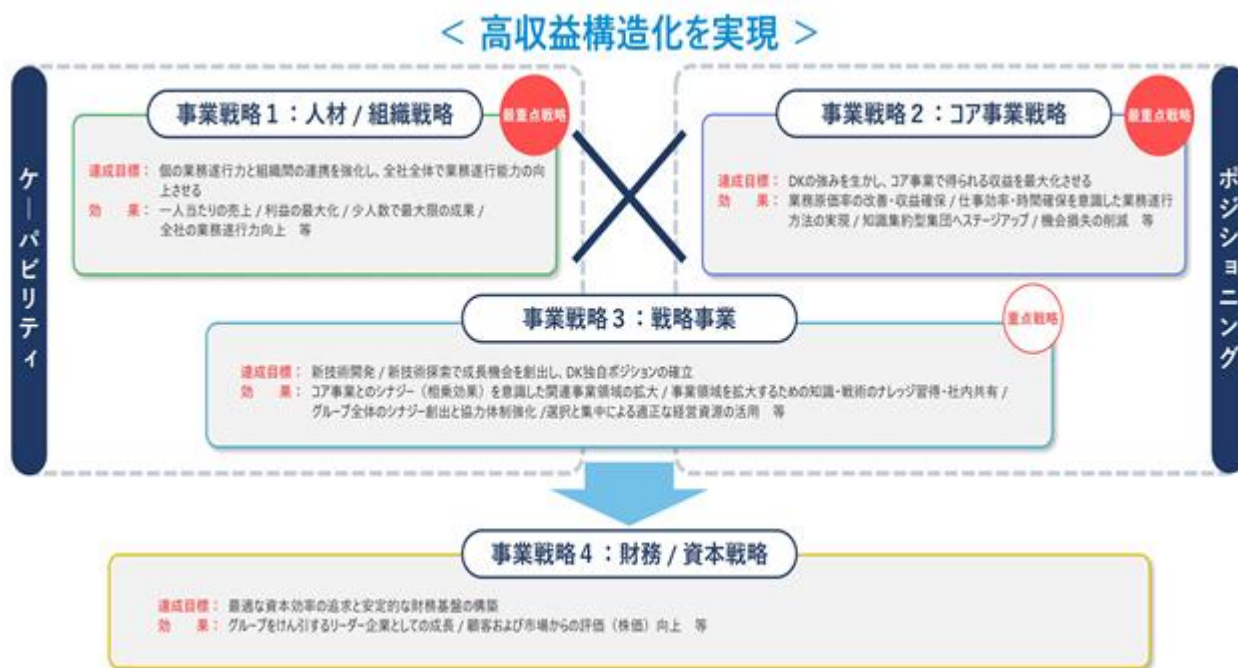 ＜ 高収益構造化を実現 ＞
ケーパビリティ
事業戦略1：人材 / 組織戦略
最重点戦略
達成目標： 個の業務遂行力と組織間の連携を強化し、全社全体で業務遂行能力の向
上させる
効　果： 一人当たりの売上 / 利益の最大化 / 少人数で最大限の成果 /
全社の業務遂行力向上　等
事業戦略2：コア事業戦略
最重点戦略
達成目標： DKの強みを生かし、コア事業で得られる収益を最大化させる
効　果： 業務原価率の改善・収益確保 / 仕事効率・時間確保を意識した業務遂行
方法の実現 / 知識集約型集団へステージアップ / 機会損失の削減　等
ポジショニング
事業戦略3：戦略事業
重点戦略
達成目標： 新技術開発 / 新技術探索で成長機会を創出し、DK独自ポジションの確立
効　果： コア事業とのシナジー（相乗効果）を意識した関連事業領域の拡大 / 事業領域を拡大するための知識・戦術のナレッジ習得・社内共有 /
グループ全体のシナジー創出と協力体制強化 /選択と集中による適正な経営資源の活用　等
事業戦略4：財務 / 資本戦略
達成目標： 最適な資本効率の追求と安定的な財務基盤の構築
効　果： グループをけん引するリーダー企業としての成長 / 顧客および市場からの評価（株価）向上　等